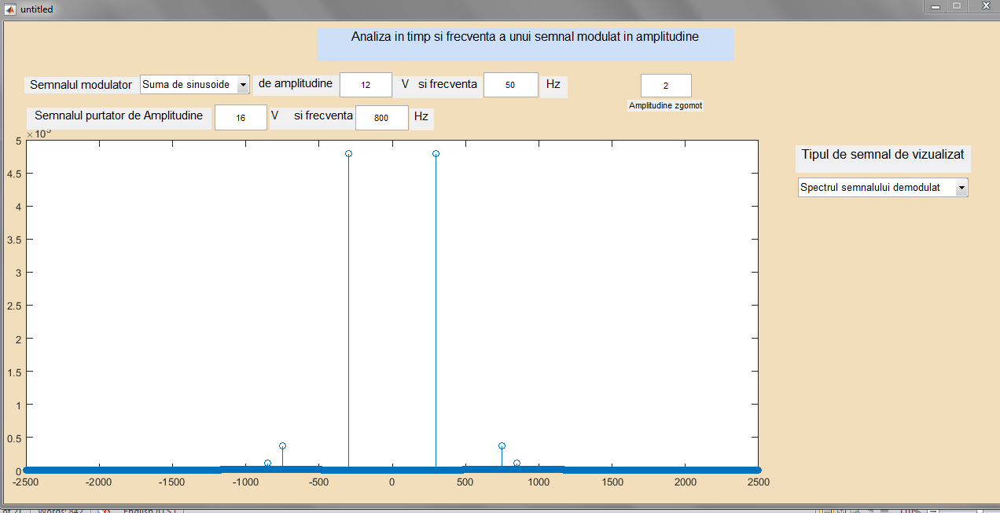 untitled
Analiza in timp si frecventa a unui semnal modulat in amplitudine
Semnalul modulator Suma de sinusoide de amplitudine 12 V si frecventa 50 Hz 2
Amplitudine zgomot
Semnalul purtator de Amplitudine 16 V si frecventa 800 Hz
Tipul de semnal de vizualizat
Spectrul semnalului demodulat
5
4.5
4
3.5
3
2.5
2
1.5
1
0.5
0
-2500 -2000 -1500 -1000 -500 0 500 1000 1500 2000 2500